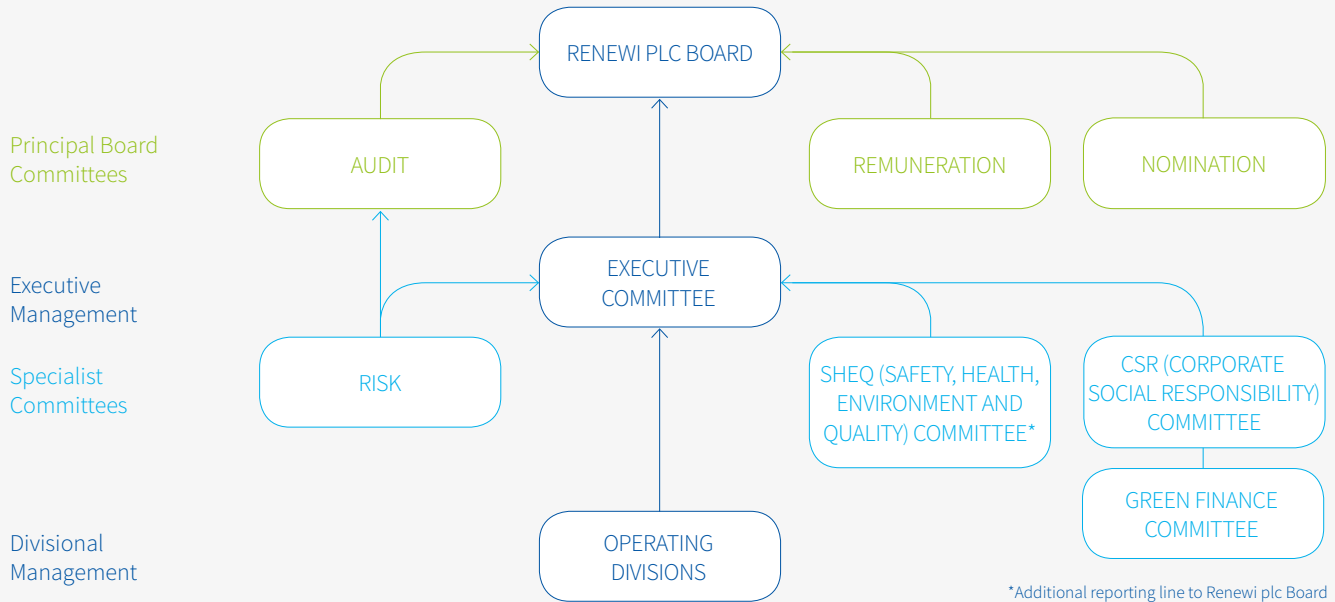 RENEWI PLC BOARD
Principal Board
Committees
AUDIT
REMUNERATION
NOMINATION
Executive
Management
EXECUTIVE
COMMITTEE
Specialist
Committees
RISK
SHEQ (SAFETY, HEALTH,
ENVIRONMENT AND
QUALITY) COMMITTEE*
CSR (CORPORATE
SOCIAL RESPONSIBILITY)
COMMITTEE
GREEN FINANCE
COMMITTEE
Divisional
Management
OPERATING
DIVISIONS
*Additional reporting line to Renewi plc Board